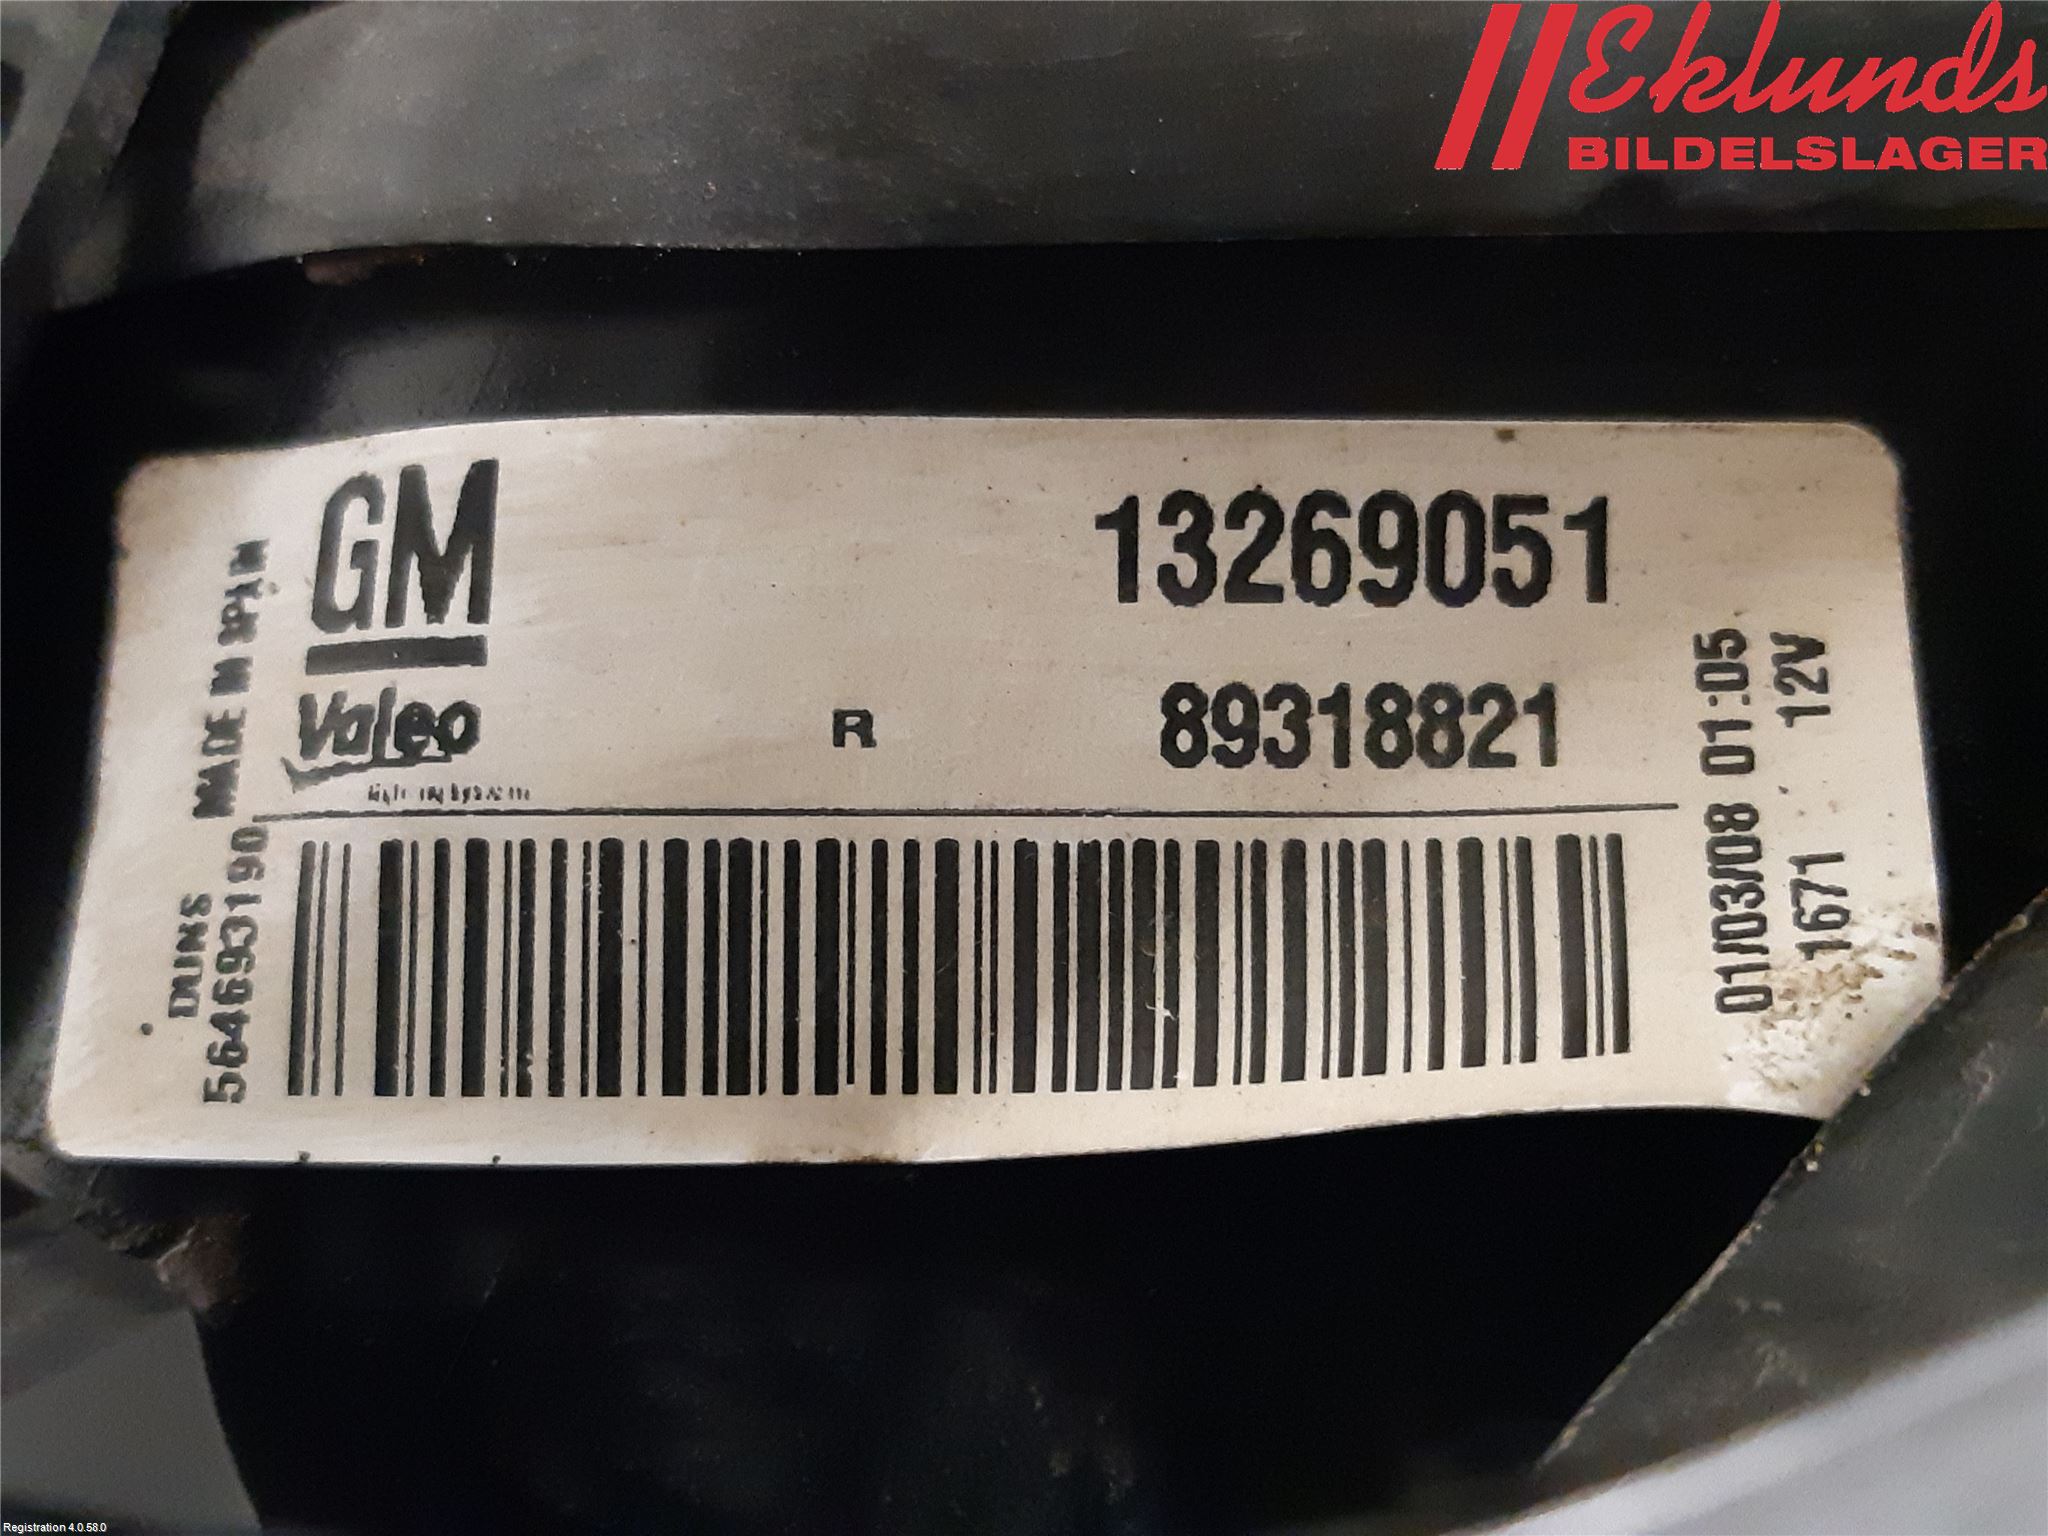 Eklunds
BILDELSLAGER
GM
13269051
Valeo
R
89318821
MADE IN SPAIN
DUNS
564693190
01/03/08 01:05
1671 12V
Registration 4.0.58.0